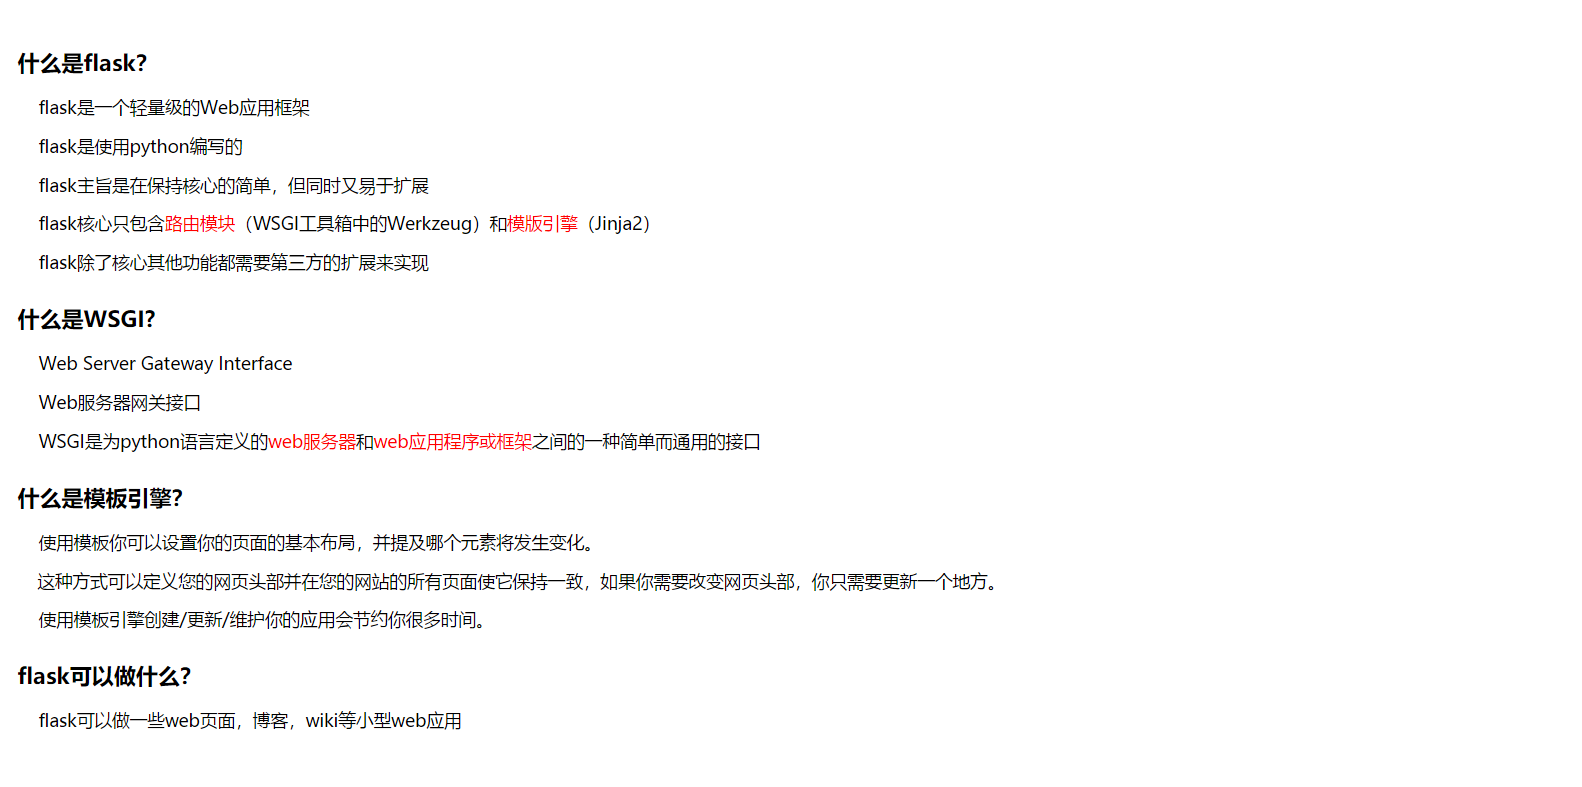 什么是flask？
flask是一个轻量级的Web应用框架
flask是使用python编写的
flask主旨是在保持核心的简单，但同时又易于扩展
flask核心只包含路由模块（WSGI工具箱中的Werkzeug）和模版引擎（Jinja2）
flask除了核心其他功能都需要第三方的扩展来实现
什么是WSGI？
Web Server Gateway Interface
Web服务器网关接口
WSGI是为python语言定义的web服务器和web应用程序或框架之间的一种简单而通用的接口
什么是模板引擎？
使用模板你可以设置你的页面的基本布局，并提及哪个元素将发生变化。
这种方式可以定义您的网页头部并在您的网站的所有页面使它保持一致，如果你需要改变网页头部，你只需要更新一个地方。
使用模板引擎创建/更新/维护你的应用会节约你很多时间。
flask可以做什么？
flask可以做一些web页面，博客，wiki等小型web应用